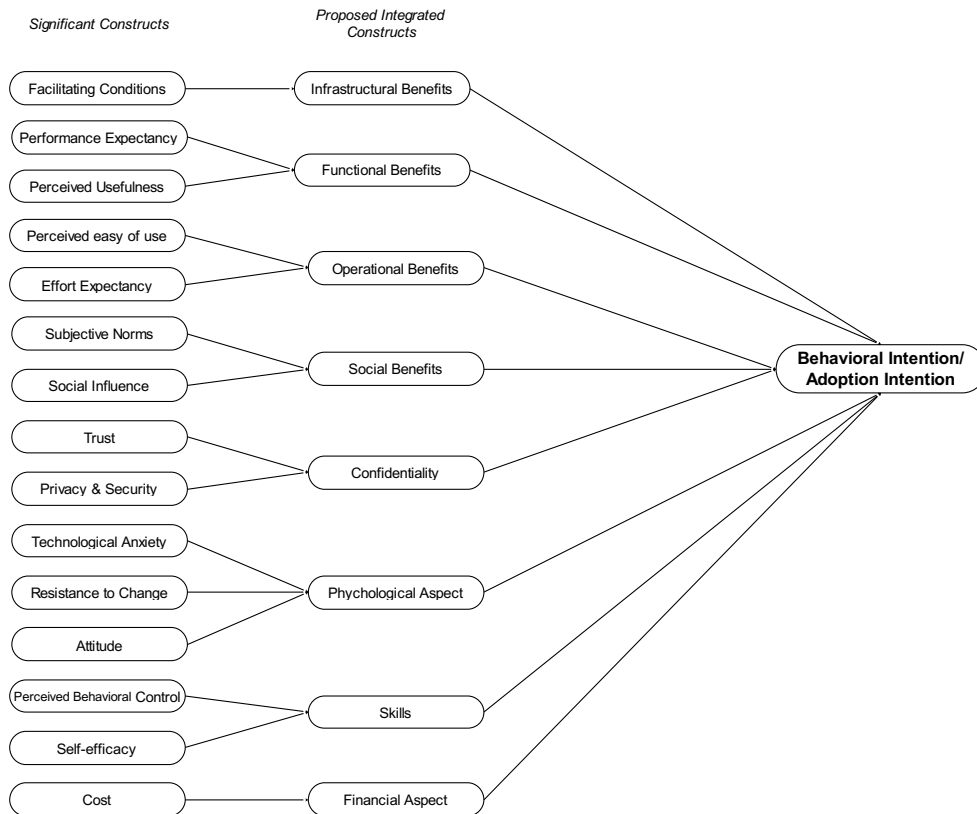 Significant Constructs
Proposed Integrated
Constructs
Facilitating Conditions
Infrastructural Benefits
Performance Expectancy
Functional Benefits
Perceived Usefulness
Perceived easy of use
Operational Benefits
Effort Expectancy
Subjective Norms
Social Benefits
Social Influence
Behavioral Intention/
Adoption Intention
Trust
Confidentiality
Privacy & Security
Technological Anxiety
Resistance to Change
Phychological Aspect
Attitude
Perceived Behavioral Control
Skills
Self-efficacy
Cost
Financial Aspect